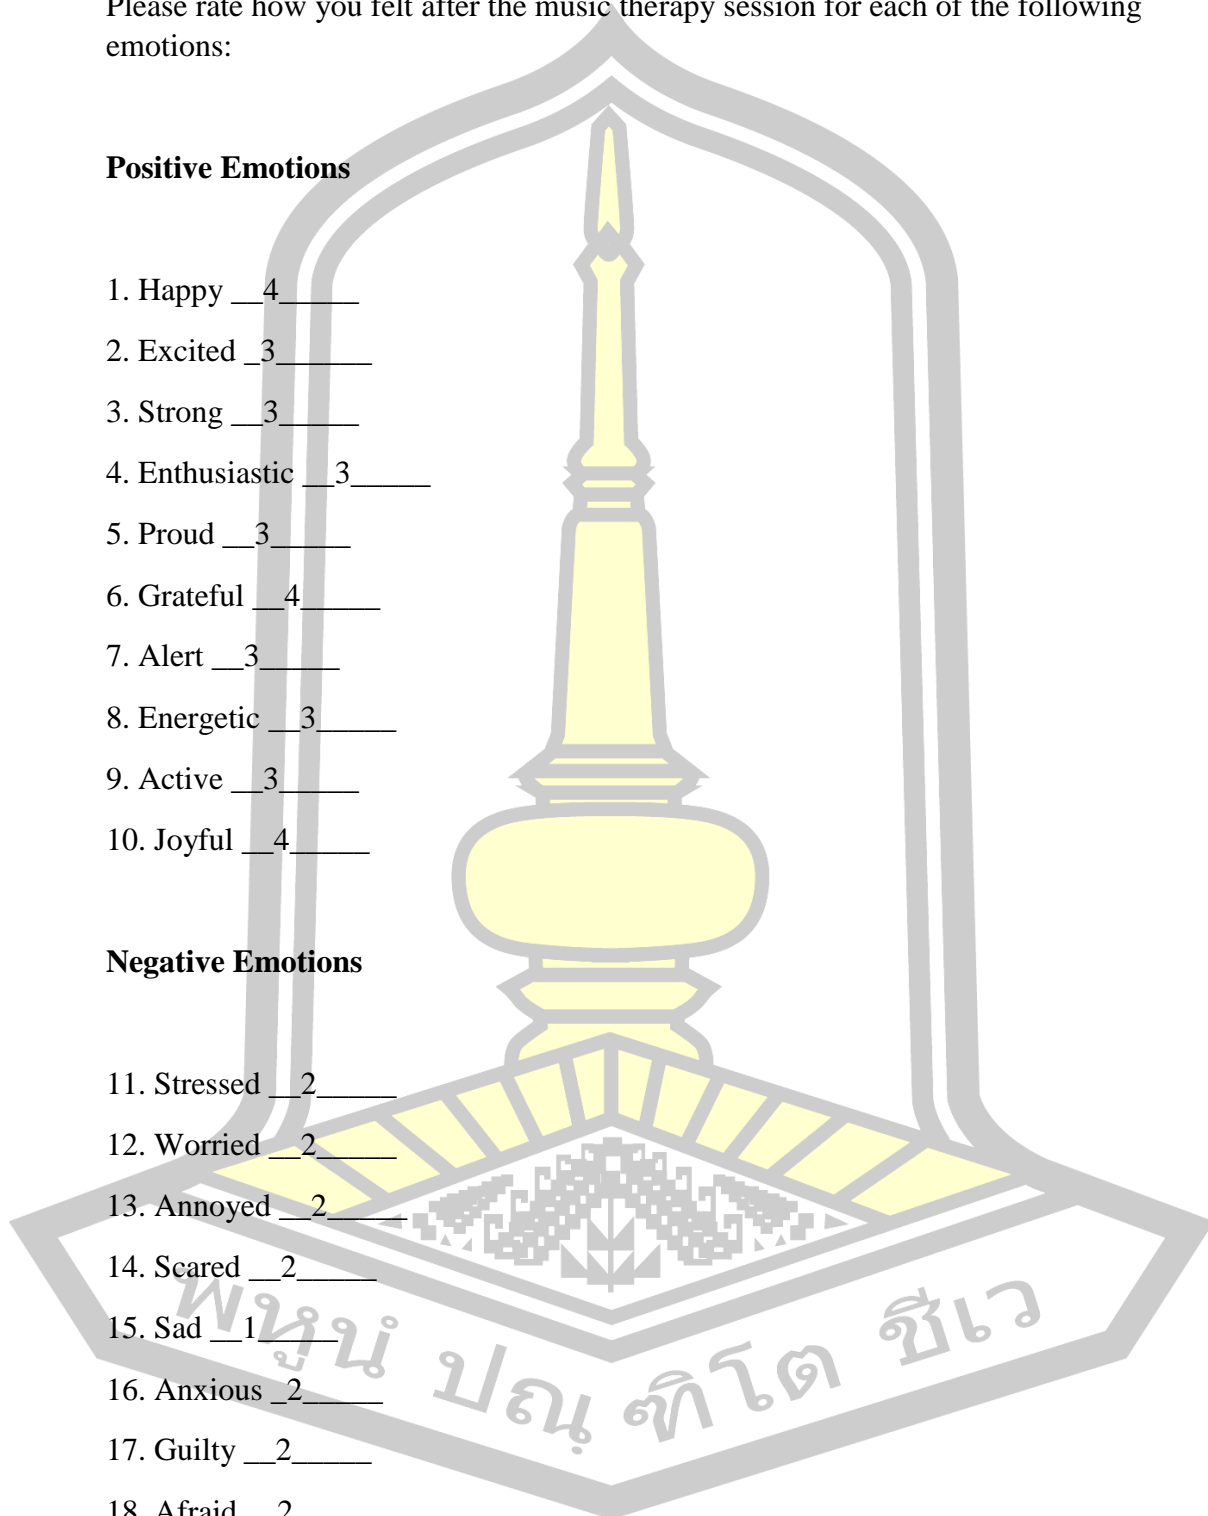 Please rate how you felt after the music therapy session for each of the following
emotions:
Positive Emotions
1. Happy __4_____
2. Excited _3______
3. Strong __3_____
4. Enthusiastic __3_____
5. Proud __3_____
6. Grateful __4_____
7. Alert __3_____
8. Energetic __3_____
9. Active __3_____
10. Joyful __4_____
Negative Emotions
11. Stressed __2_____
12. Worried __2_____
13. Annoyed __2_____
14. Scared __2_____
15. Sad __1_____
16. Anxious _2_____
17. Guilty __2_____
18. Afraid __2_____
พหูนํ ปณฺฑิโต ชีเว